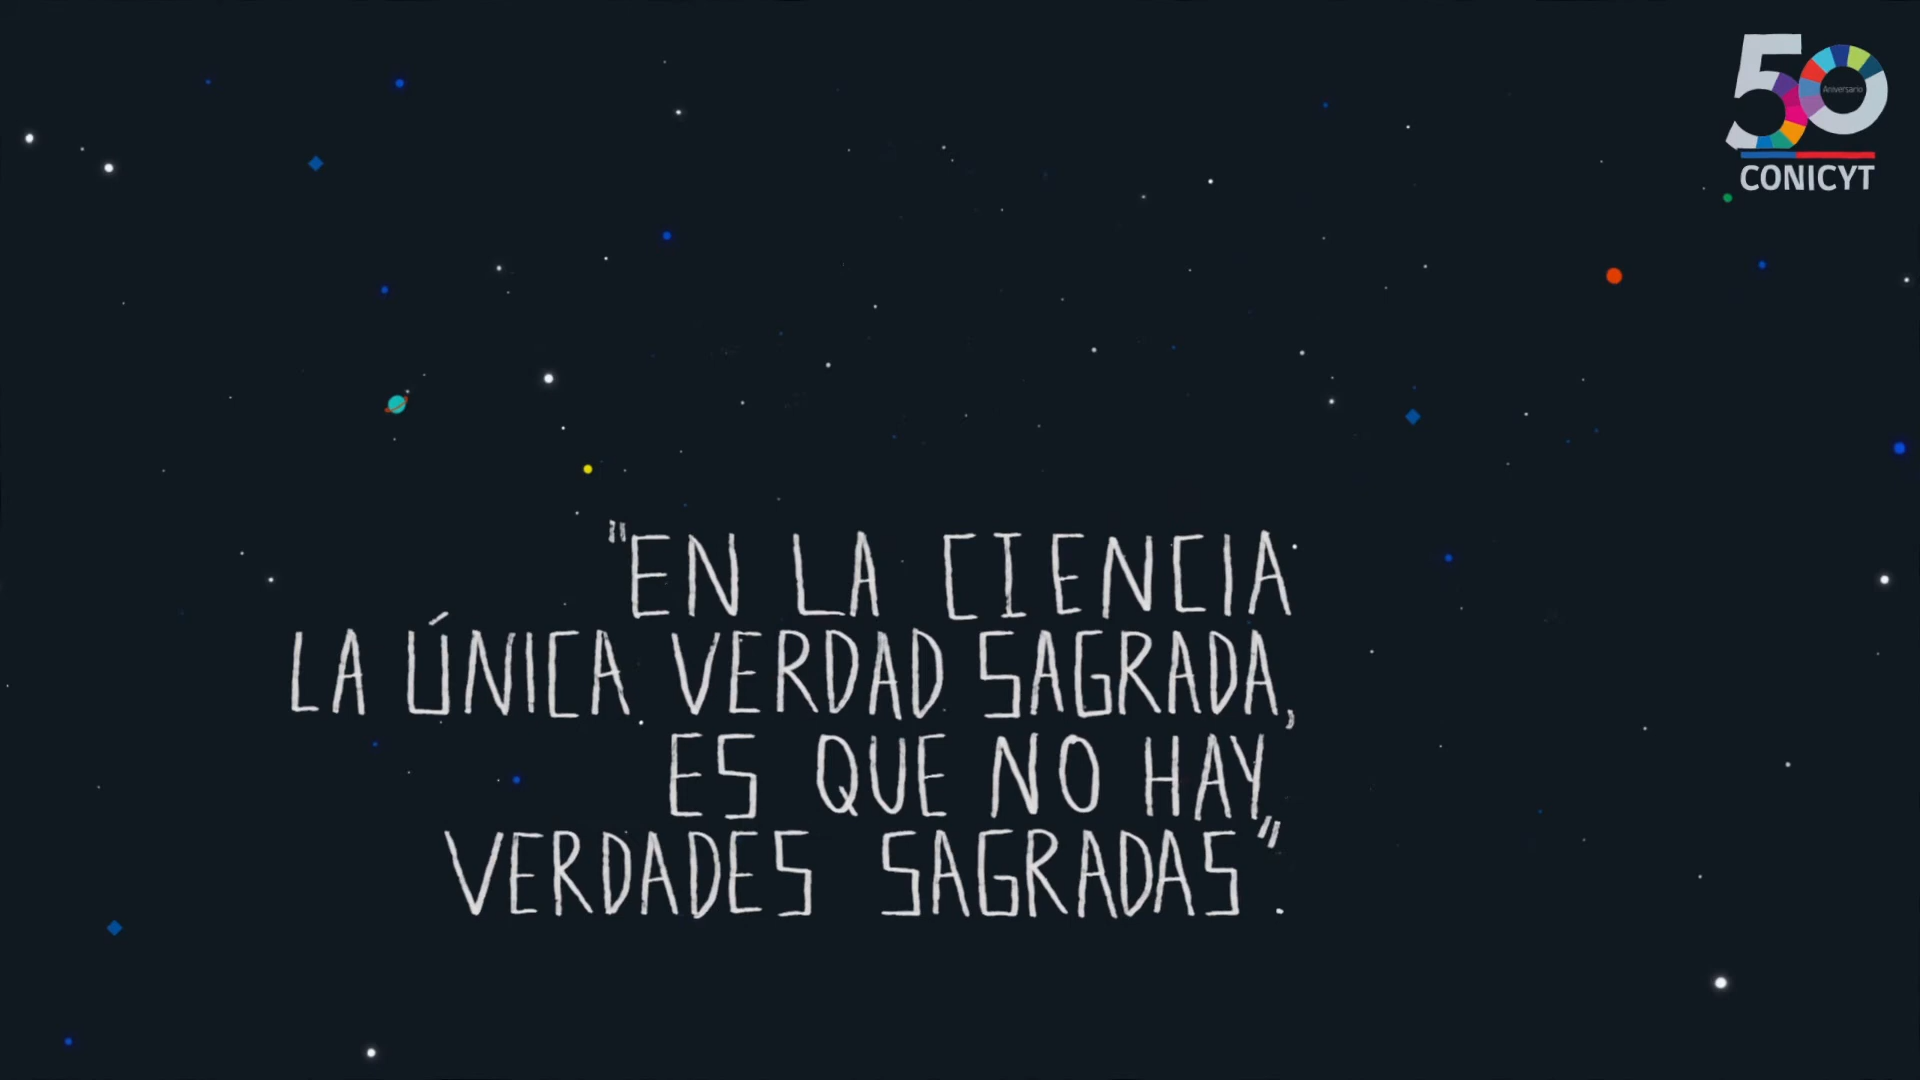 50
Aniversario
CONICYT
"EN LA CIENCIA
LA ÚNICA VERDAD SAGRADA,
ES QUE NO HAY
VERDADES SAGRADAS".